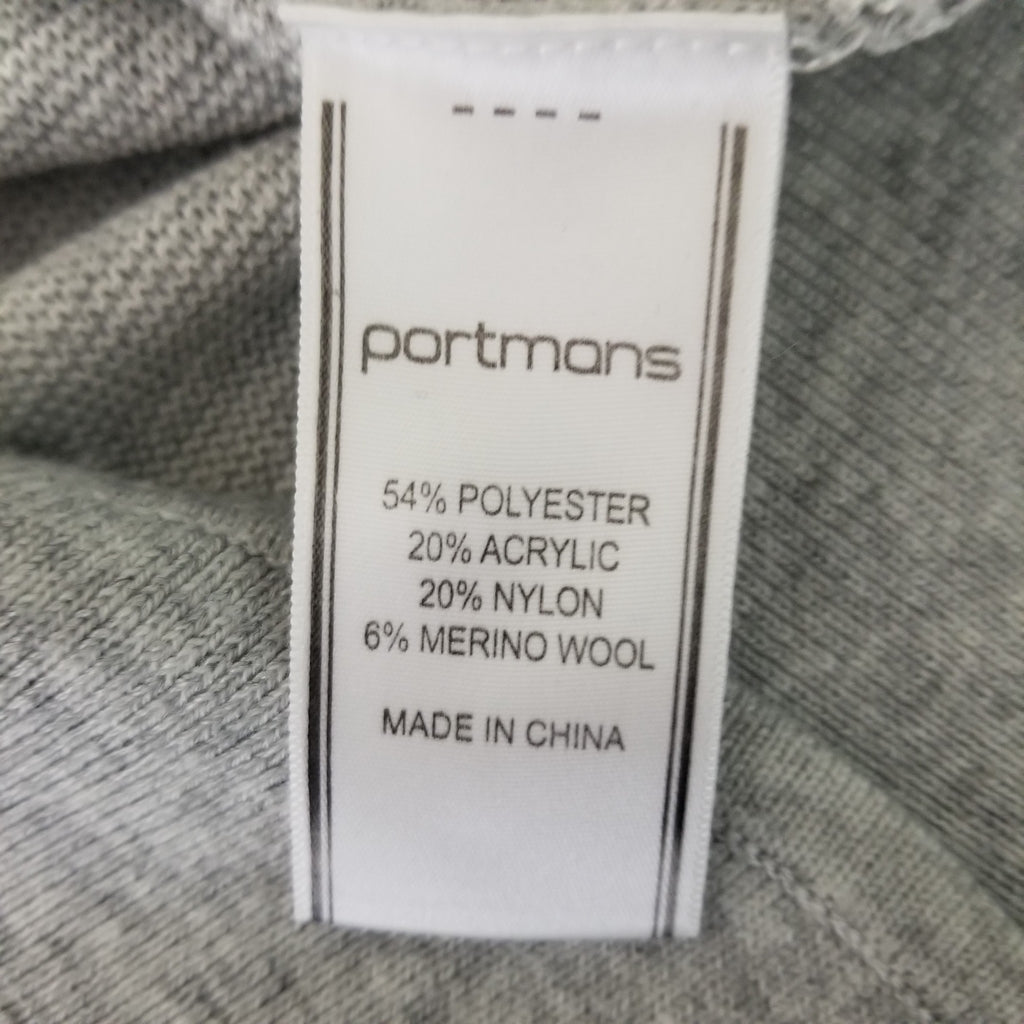 portmans
54% POLYESTER
20% ACRYLIC
20% NYLON
6% MERINO WOOL
MADE IN CHINA